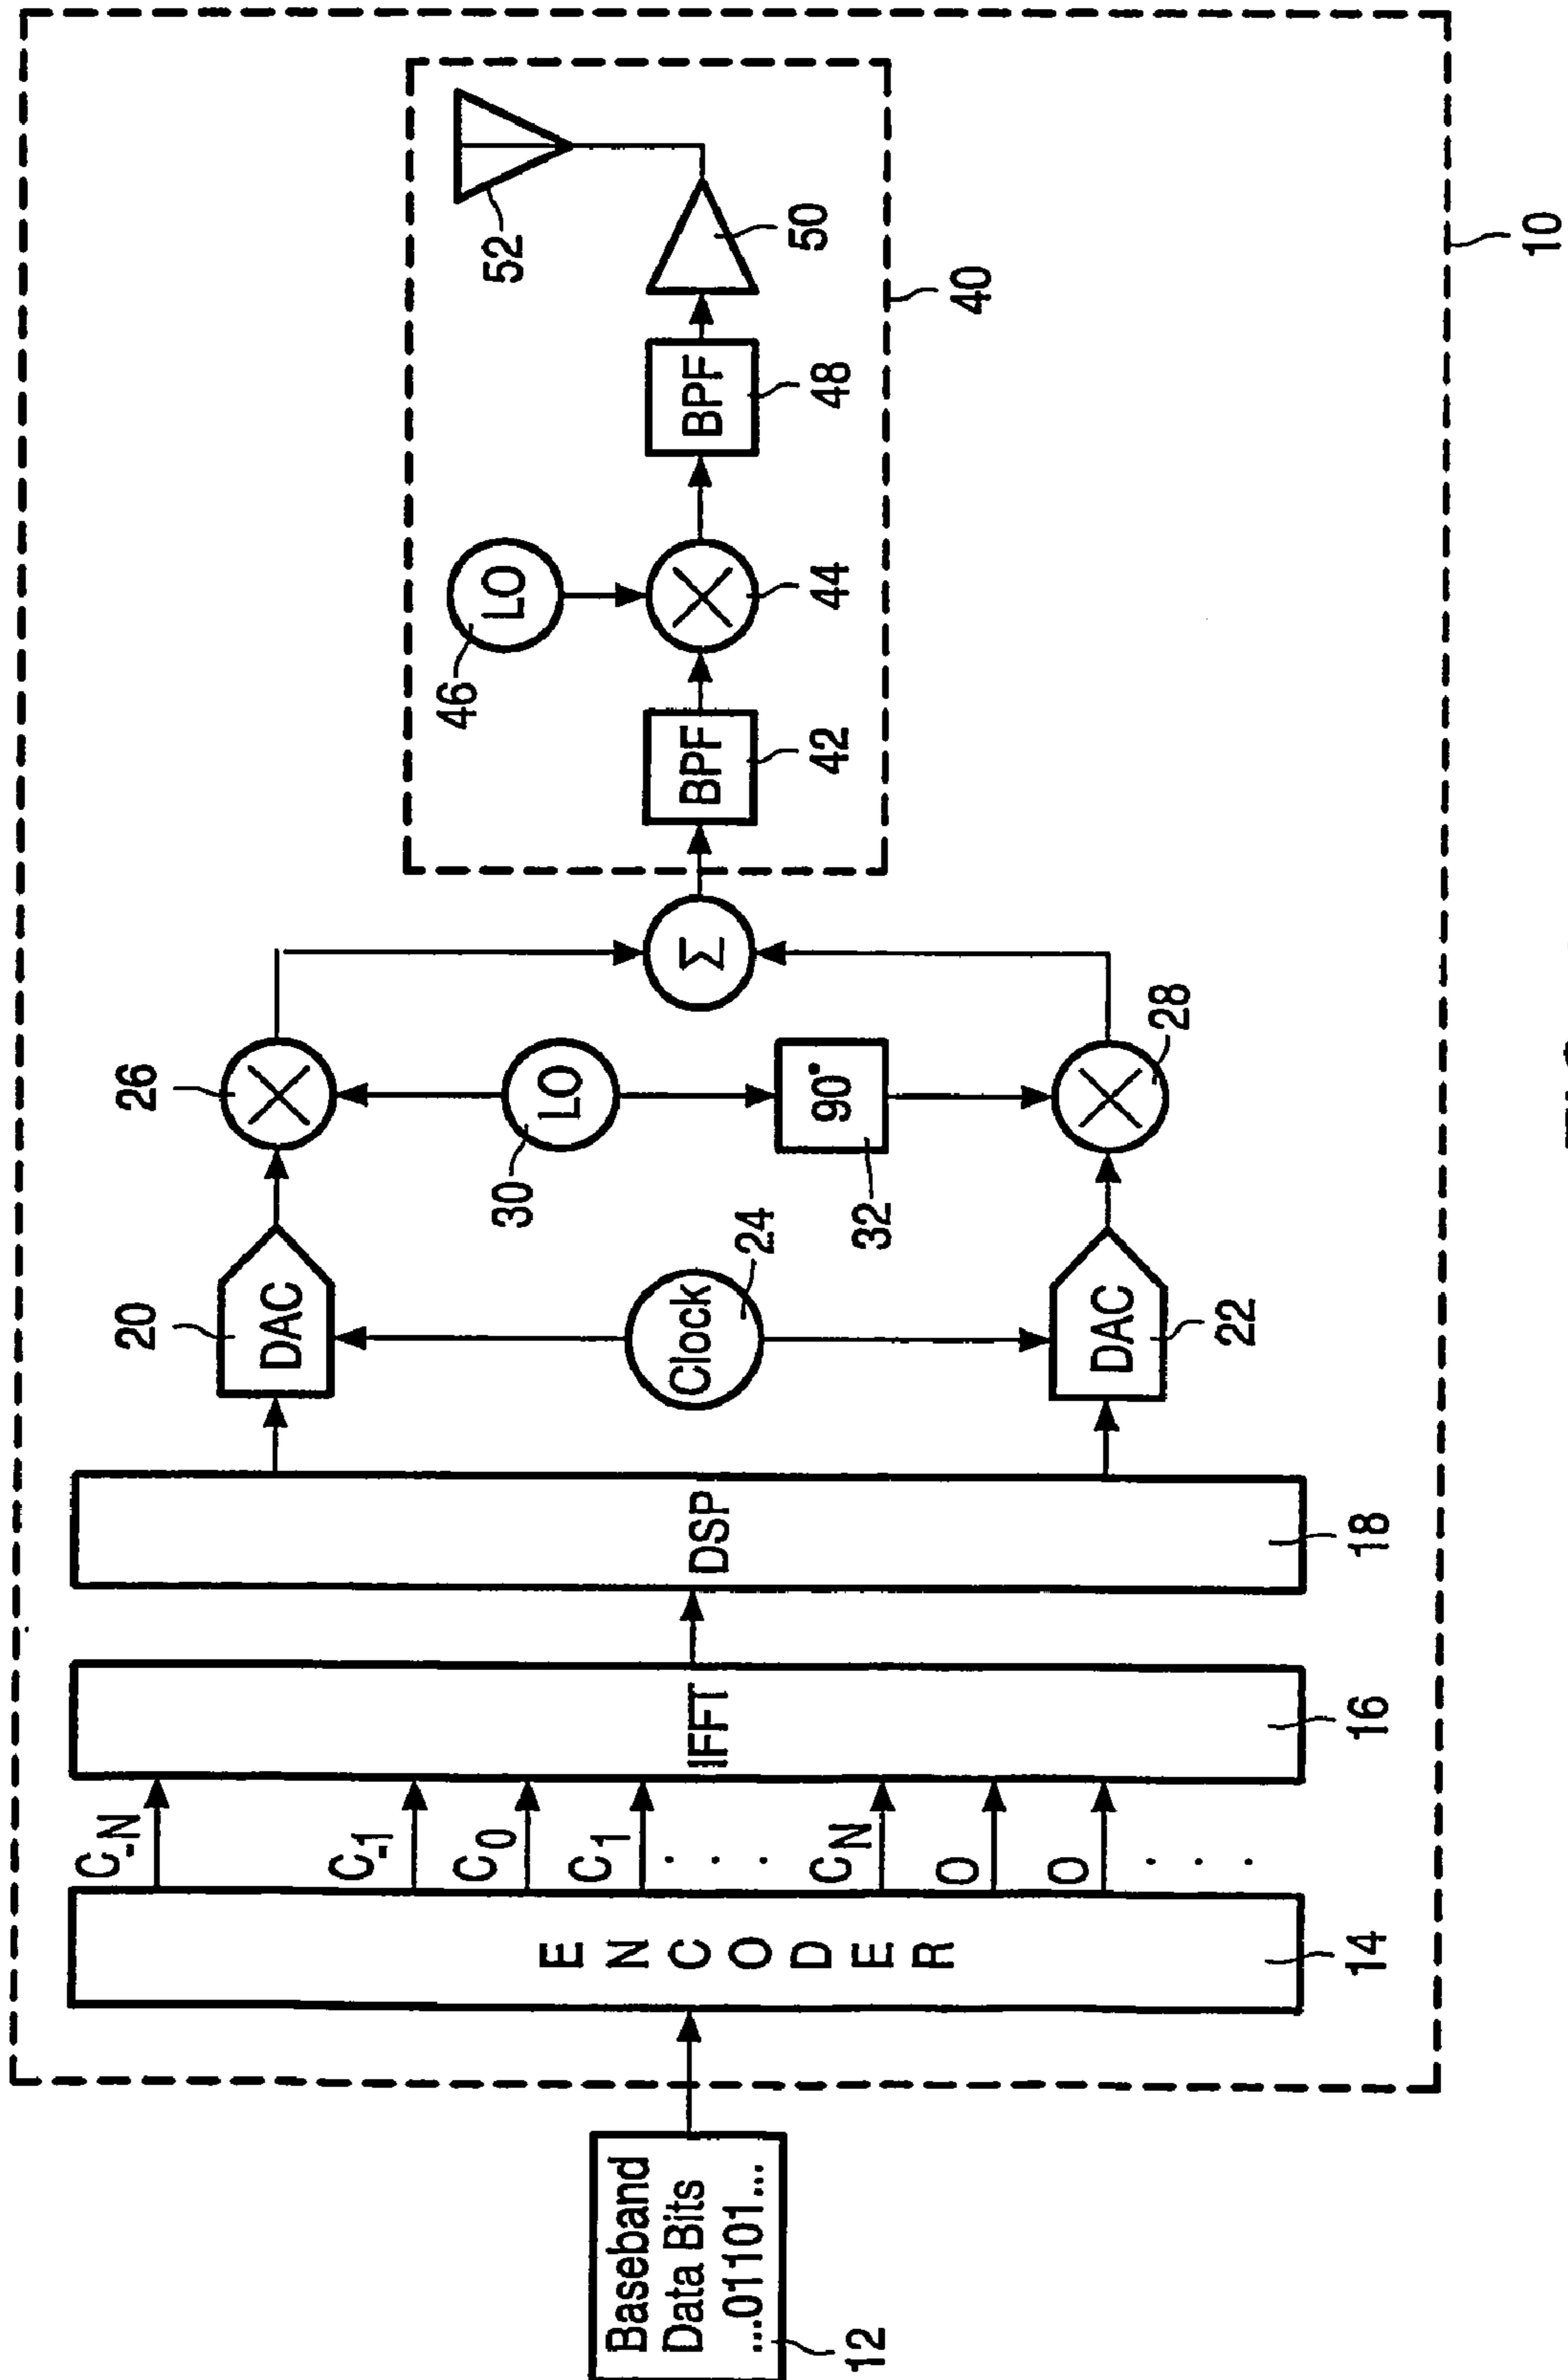 Baseband
Data Bits
...01101...
12
E
N
C
O
D
E
R
14
C-N
C-1
C0
C1
. . .
CN
0
0
. . .
IFFT
16
DSP
18
20
DAC
Clock
24
DAC
22
26
30
LO
90°
32
28
Σ
BPF
42
46
LO
44
BPF
48
50
52
40
10